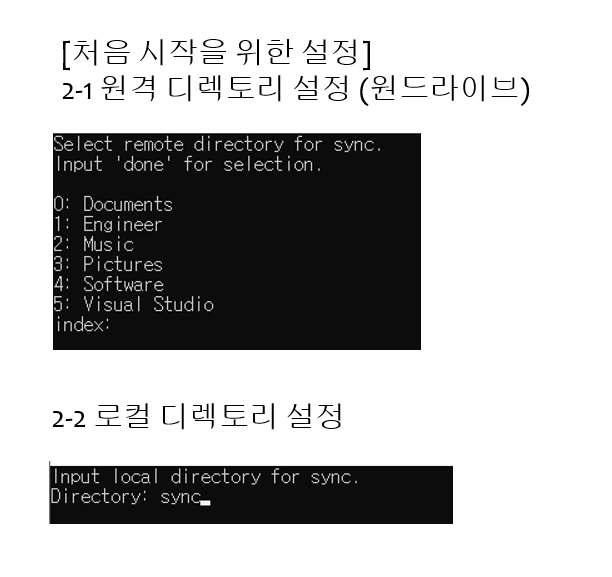 [처음 시작을 위한 설정]
2-1 원격 디렉토리 설정 (원드라이브)
Select remote directory for sync.
Input 'done' for selection.
0: Documents
1: Engineer
2: Music
3: Pictures
4: Software
5: Visual Studio
index:
2-2 로컬 디렉토리 설정
Input local directory for sync.
Directory: sync